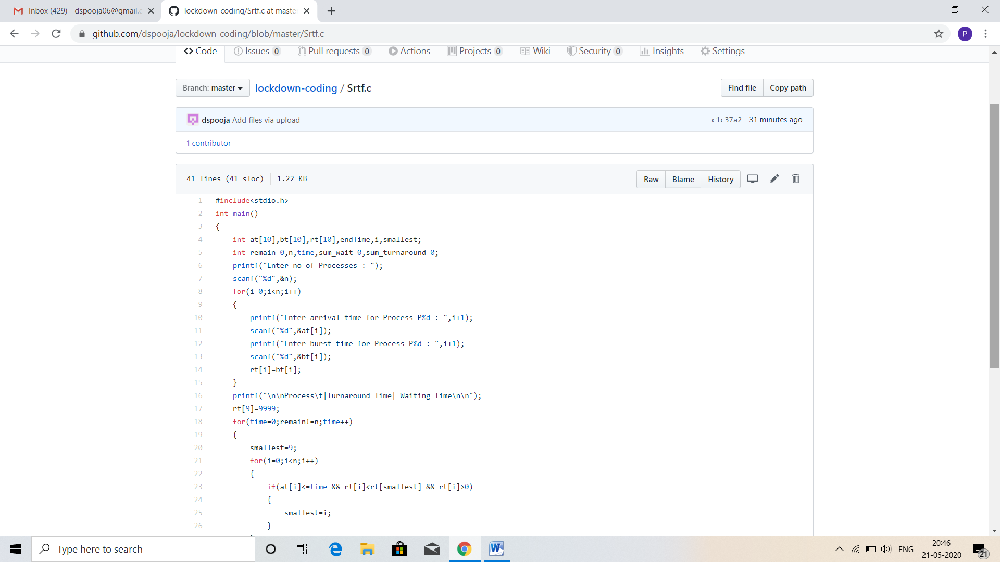 Inbox (429) - dspooja06@gmail.c
lockdown-coding/Srtf.c at maste
github.com/dspooja/lockdown-coding/blob/master/Srtf.c
P
Code Issues 0 Pull requests 0 Actions Projects 0 Wiki Security 0 Insights Settings
Branch: master lockdown-coding / Srtf.c Find file Copy path
dspooja Add files via upload c1c37a2 31 minutes ago
1 contributor
41 lines (41 sloc) 1.22 KB Raw Blame History
1 #include<stdio.h>
2 int main()
3 {
4 int at[10],bt[10],rt[10],endTime,i,smallest;
5 int remain=0,n,time,sum_wait=0,sum_turnaround=0;
6 printf("Enter no of Processes : ");
7 scanf("%d",&n);
8 for(i=0;i<n;i++)
9 {
10 printf("Enter arrival time for Process P%d : ",i+1);
11 scanf("%d",&at[i]);
12 printf("Enter burst time for Process P%d : ",i+1);
13 scanf("%d",&bt[i]);
14 rt[i]=bt[i];
15 }
16 printf("\n\nProcess\t|Turnaround Time| Waiting Time\n\n");
17 rt[9]=9999;
18 for(time=0;remain!=n;time++)
19 {
20 smallest=9;
21 for(i=0;i<n;i++)
22 {
23 if(at[i]<=time && rt[i]<rt[smallest] && rt[i]>0)
24 {
25 smallest=i;
26 }
Type here to search
ENG
20:46
21-05-2020
21